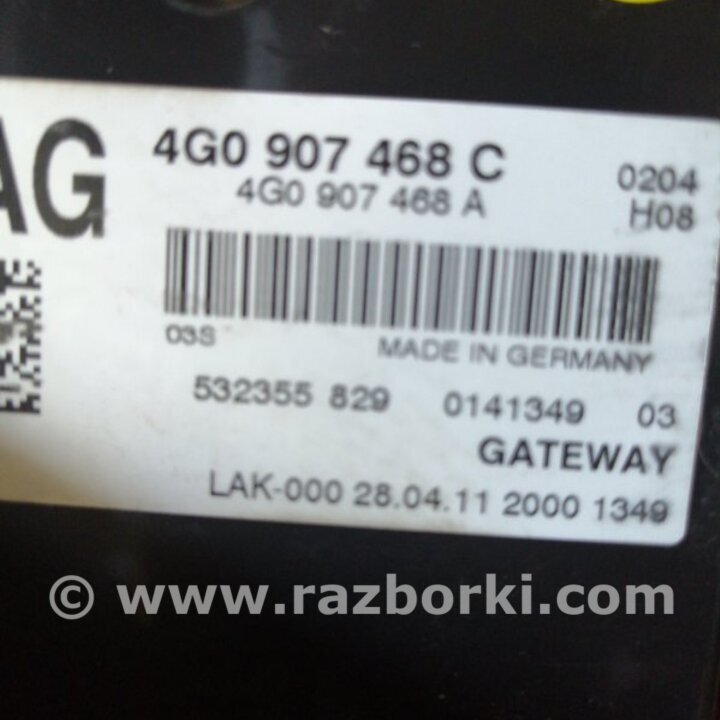 AG
4G0 907 468 C
4G0 907 468 A
0204
H08
03S
MADE IN GERMANY
532355 829 0141349 03
GATEWAY
LAK-000 28.04.11 2000 1349
© www.razborki.com